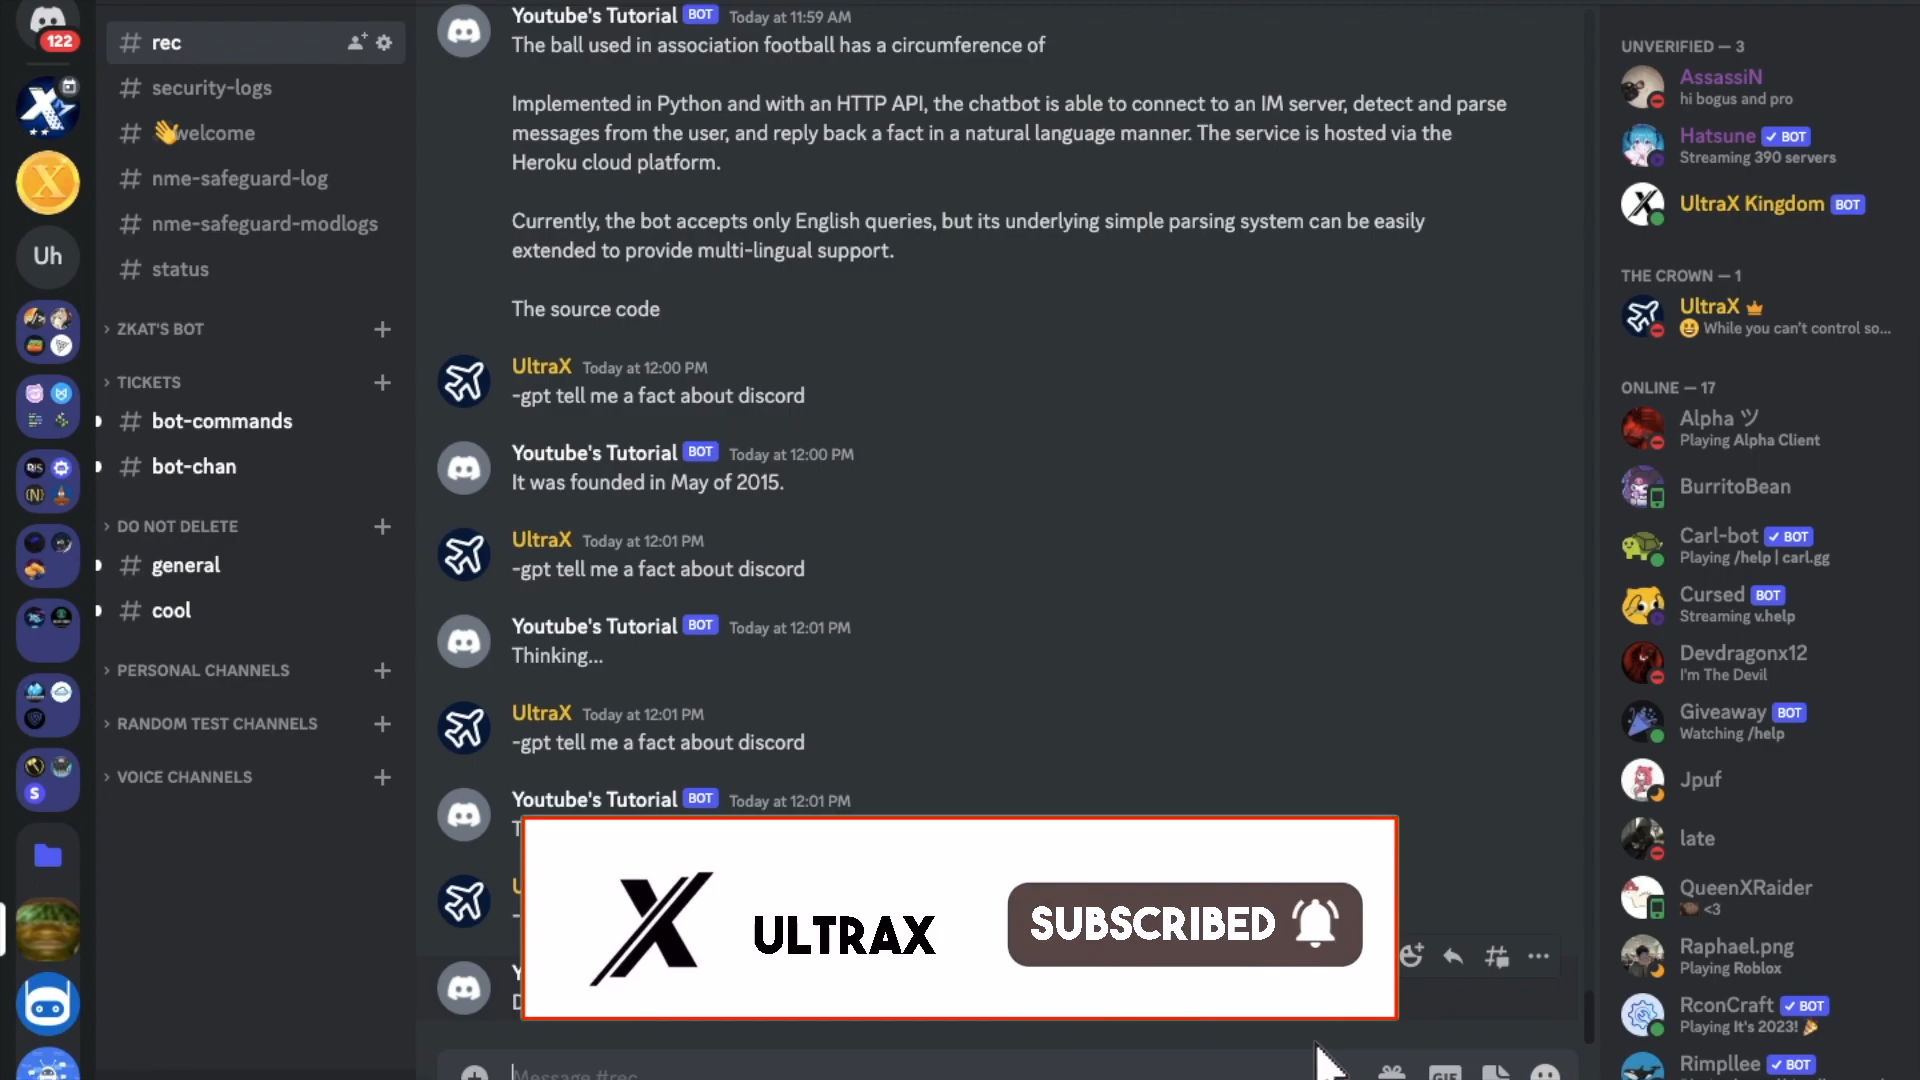 122
Uh
rec
security-logs
👋welcome
nme-safeguard-log
nme-safeguard-modlogs
status
ZKAT'S BOT
TICKETS
bot-commands
bot-chan
DO NOT DELETE
general
cool
PERSONAL CHANNELS
RANDOM TEST CHANNELS
VOICE CHANNELS
Youtube's Tutorial BOT Today at 11:59 AM
The ball used in association football has a circumference of
Implemented in Python and with an HTTP API, the chatbot is able to connect to an IM server, detect and parse
messages from the user, and reply back a fact in a natural language manner. The service is hosted via the
Heroku cloud platform.
Currently, the bot accepts only English queries, but its underlying simple parsing system can be easily
extended to provide multi-lingual support.
The source code
UltraX Today at 12:00 PM
-gpt tell me a fact about discord
Youtube's Tutorial BOT Today at 12:00 PM
It was founded in May of 2015.
UltraX Today at 12:01 PM
-gpt tell me a fact about discord
Youtube's Tutorial BOT Today at 12:01 PM
Thinking...
UltraX Today at 12:01 PM
-gpt tell me a fact about discord
Youtube's Tutorial BOT Today at 12:01 PM
X ULTRAX SUBSCRIBED
Message #rec
GIF
UNVERIFIED — 3
AssassiN
hi bogus and pro
Hatsune ✓ BOT
Streaming 390 servers
UltraX Kingdom BOT
THE CROWN — 1
UltraX
😀 While you can't control so...
ONLINE — 17
Alpha ツ
Playing Alpha Client
BurritoBean
Carl-bot ✓ BOT
Playing /help | carl.gg
Cursed BOT
Streaming v.help
Devdragonx12
I'm The Devil
Giveaway BOT
Watching /help
Jpuf
late
QueenXRaider
<3
Raphael.png
Playing Roblox
RconCraft ✓ BOT
Playing It's 2023! 🎉
Rimpllee ✓ BOT